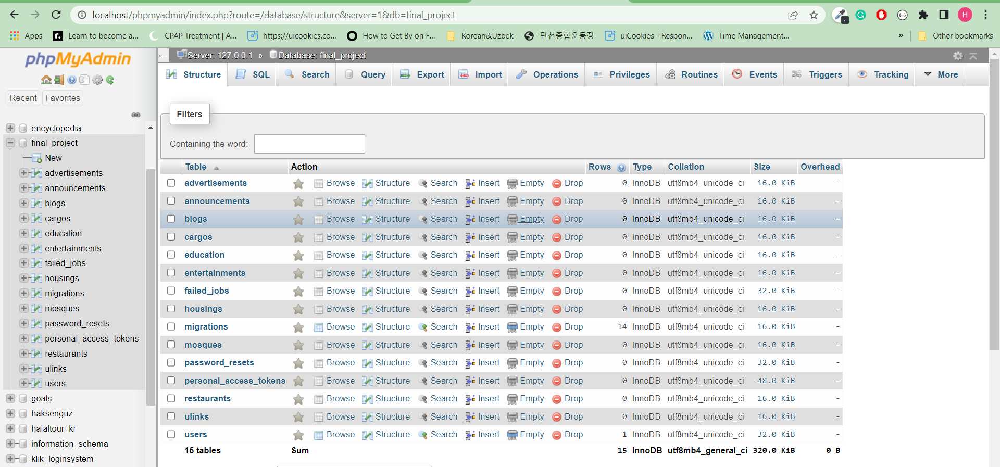 localhost/phpmyadmin/index.php?route=/database/structure&server=1&db=final_project
H
Apps Learn to become a... CPAP Treatment | A... https://uicookies.co... How to Get By on F... Korean&Uzbek 탄천종합운동장 uiCookies - Respon... Time Management... » Other bookmarks
phpMyAdmin
Recent Favorites
encyclopedia
final_project
New
advertisements
announcements
blogs
cargos
education
entertainments
failed_jobs
housings
migrations
mosques
password_resets
personal_access_tokens
restaurants
ulinks
users
goals
haksenguz
halaltour_kr
information_schema
klik_loginsystem
Server: 127.0.0.1 » Database: final_project
Structure SQL Search Query Export Import Operations Privileges Routines Events Triggers Tracking More
Filters
Containing the word:
Table Action Rows Type Collation Size Overhead
advertisements Browse Structure Search Insert Empty Drop 0 InnoDB utf8mb4_unicode_ci 16.0 KiB -
announcements Browse Structure Search Insert Empty Drop 0 InnoDB utf8mb4_unicode_ci 16.0 KiB -
blogs Browse Structure Search Insert Empty Drop 0 InnoDB utf8mb4_unicode_ci 16.0 KiB -
cargos Browse Structure Search Insert Empty Drop 0 InnoDB utf8mb4_unicode_ci 16.0 KiB -
education Browse Structure Search Insert Empty Drop 0 InnoDB utf8mb4_unicode_ci 16.0 KiB -
entertainments Browse Structure Search Insert Empty Drop 0 InnoDB utf8mb4_unicode_ci 16.0 KiB -
failed_jobs Browse Structure Search Insert Empty Drop 0 InnoDB utf8mb4_unicode_ci 32.0 KiB -
housings Browse Structure Search Insert Empty Drop 0 InnoDB utf8mb4_unicode_ci 16.0 KiB -
migrations Browse Structure Search Insert Empty Drop 14 InnoDB utf8mb4_unicode_ci 16.0 KiB -
mosques Browse Structure Search Insert Empty Drop 0 InnoDB utf8mb4_unicode_ci 16.0 KiB -
password_resets Browse Structure Search Insert Empty Drop 0 InnoDB utf8mb4_unicode_ci 32.0 KiB -
personal_access_tokens Browse Structure Search Insert Empty Drop 0 InnoDB utf8mb4_unicode_ci 48.0 KiB -
restaurants Browse Structure Search Insert Empty Drop 0 InnoDB utf8mb4_unicode_ci 16.0 KiB -
ulinks Browse Structure Search Insert Empty Drop 0 InnoDB utf8mb4_unicode_ci 16.0 KiB -
users Browse Structure Search Insert Empty Drop 1 InnoDB utf8mb4_unicode_ci 32.0 KiB -
15 tables Sum 15 InnoDB utf8mb4_general_ci 320.0 KiB 0 B